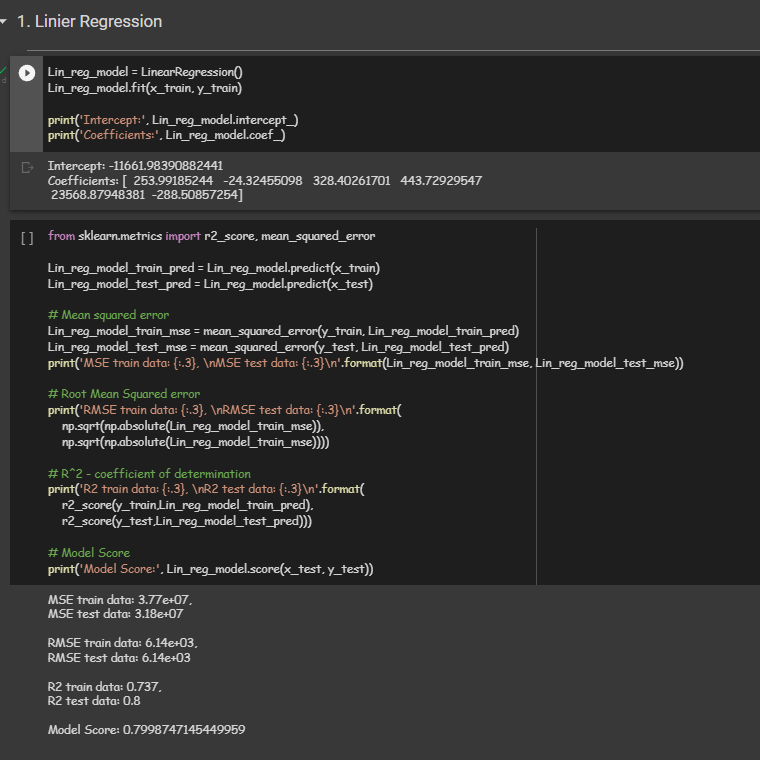 1. Linier Regression
Lin_reg_model = LinearRegression()
Lin_reg_model.fit(x_train, y_train)
print('Intercept:', Lin_reg_model.intercept_)
print('Coefficients:', Lin_reg_model.coef_)
Intercept: -11661.98390882441
Coefficients: [ 253.99185244 -24.32455098 328.40261701 443.72929547
23568.87948381 -288.50857254]
[ ] from sklearn.metrics import r2_score, mean_squared_error
Lin_reg_model_train_pred = Lin_reg_model.predict(x_train)
Lin_reg_model_test_pred = Lin_reg_model.predict(x_test)
# Mean squared error
Lin_reg_model_train_mse = mean_squared_error(y_train, Lin_reg_model_train_pred)
Lin_reg_model_test_mse = mean_squared_error(y_test, Lin_reg_model_test_pred)
print('MSE train data: {:.3}, \nMSE test data: {:.3}\n'.format(Lin_reg_model_train_mse, Lin_reg_model_test_mse))
# Root Mean Squared error
print('RMSE train data: {:.3}, \nRMSE test data: {:.3}\n'.format(
np.sqrt(np.absolute(Lin_reg_model_train_mse)),
np.sqrt(np.absolute(Lin_reg_model_train_mse))))
# R^2 - coefficient of determination
print('R2 train data: {:.3}, \nR2 test data: {:.3}\n'.format(
r2_score(y_train,Lin_reg_model_train_pred),
r2_score(y_test,Lin_reg_model_test_pred)))
# Model Score
print('Model Score:', Lin_reg_model.score(x_test, y_test))
MSE train data: 3.77e+07,
MSE test data: 3.18e+07
RMSE train data: 6.14e+03,
RMSE test data: 6.14e+03
R2 train data: 0.737,
R2 test data: 0.8
Model Score: 0.7998747145449959